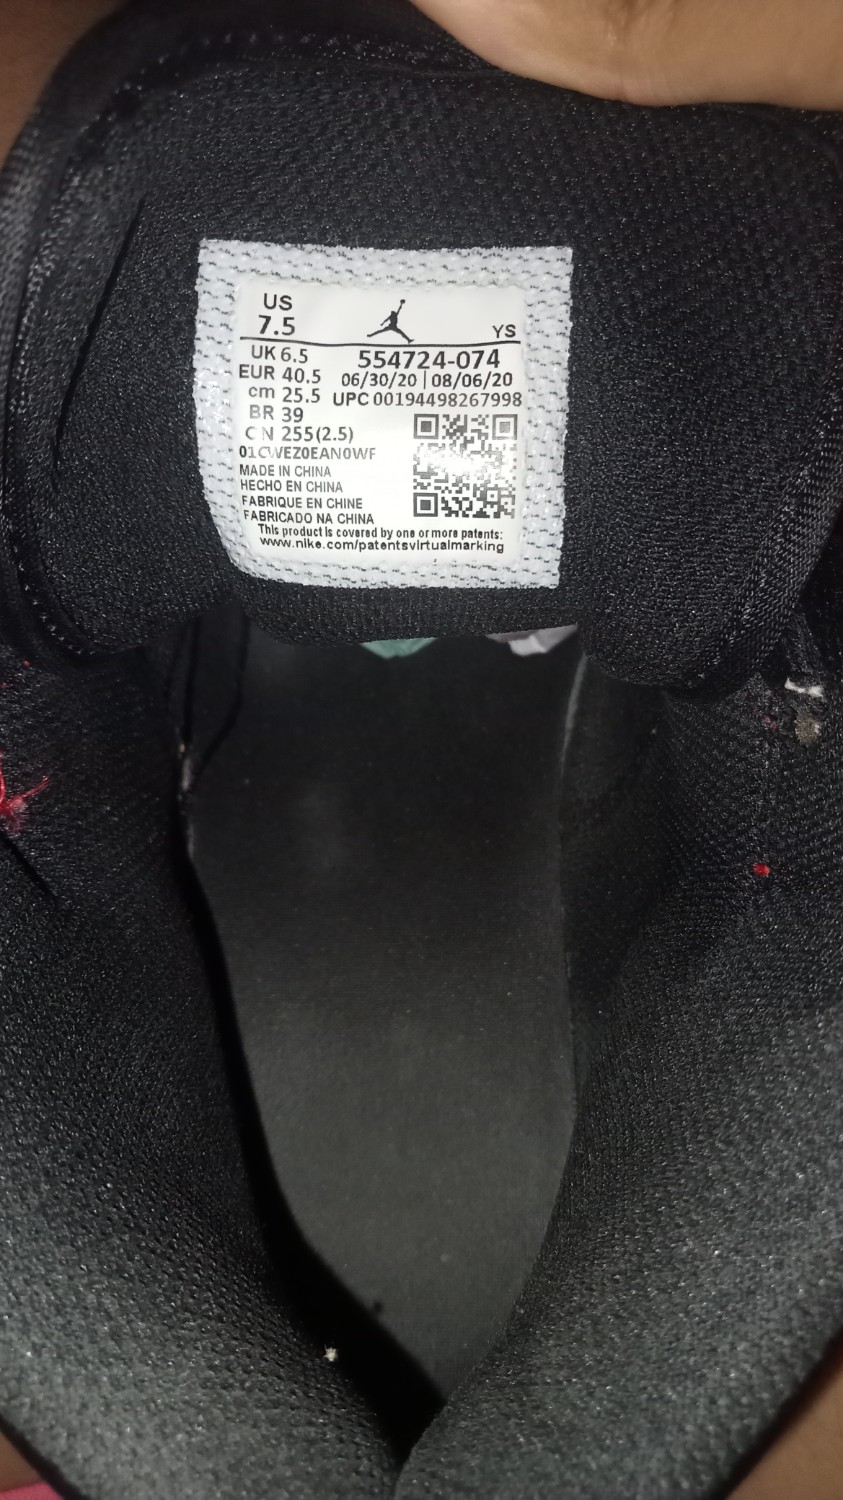 US
7.5
YS
UK 6.5
554724-074
EUR 40.5
06/30/20 | 08/06/20
cm 25.5
UPC 00194498267998
BR 39
CN 255(2.5)
01CWEZ0EAN0WF
MADE IN CHINA
HECHO EN CHINA
FABRIQUE EN CHINE
FABRICADO NA CHINA
This product is covered by one or more patents:
www.nike.com/patentsvirtualmarking